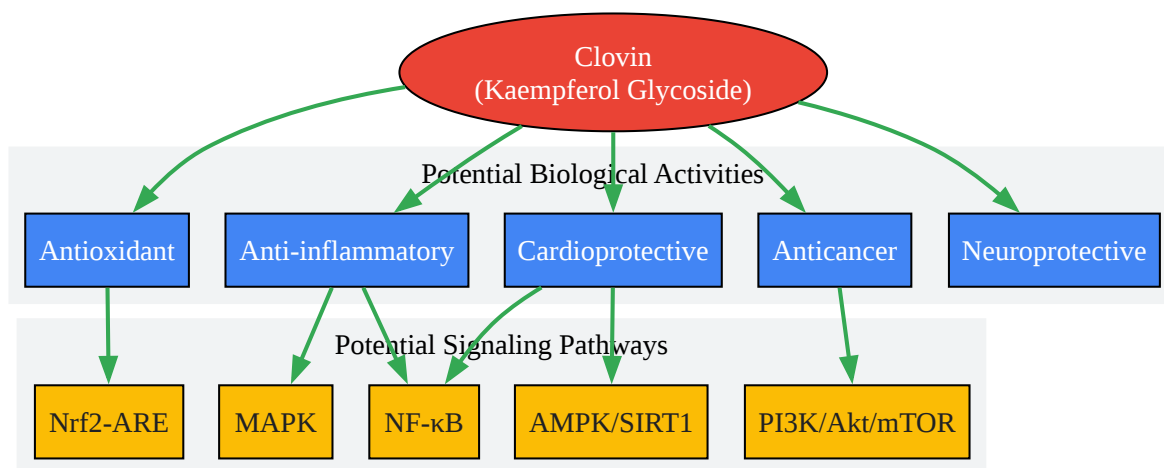 Clovin
(Kaempferol Glycoside)
Potential Biological Activities
Antioxidant
Anti-inflammatory
Cardioprotective
Anticancer
Neuroprotective
Potential Signaling Pathways
Nrf2-ARE
MAPK
NF-κB
AMPK/SIRT1
PI3K/Akt/mTOR